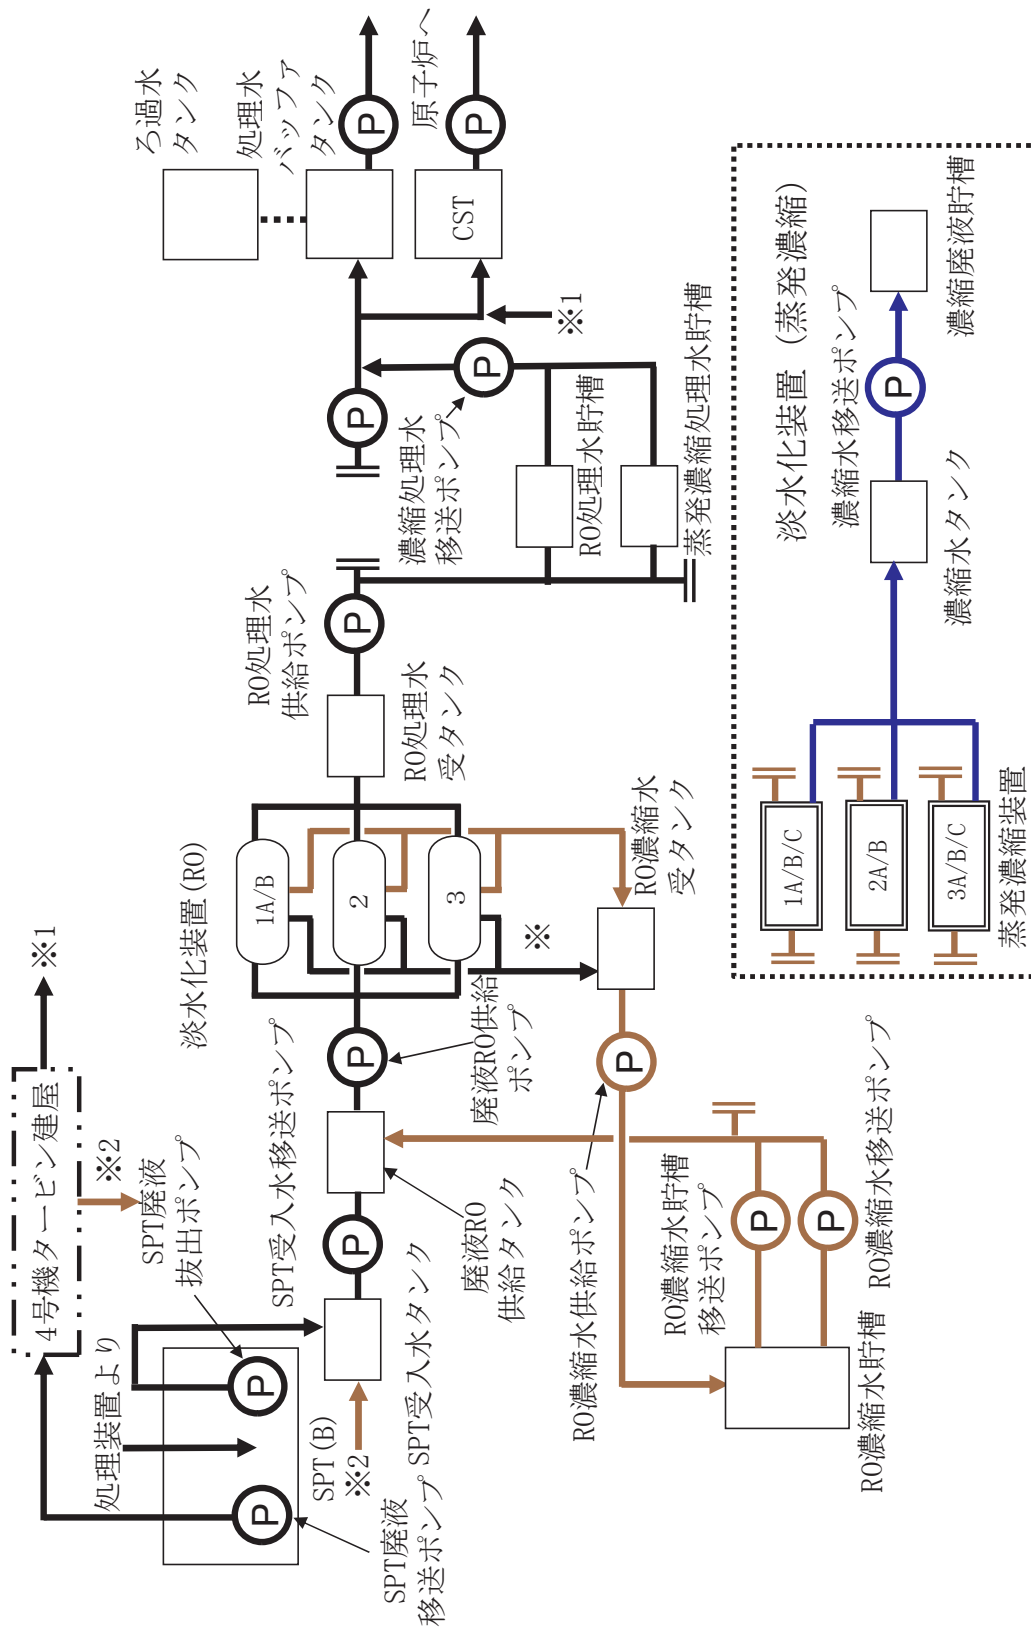 ろ過水
タンク
処理水
バッファ
タンク
P
原子炉へ
P
CST
※1
P
P
濃縮処理水
移送ポンプ
RO処理水貯槽
蒸発濃縮処理水貯槽
RO処理水
供給ポンプ
P
RO処理水
受タンク
淡水化装置(RO)
1A/B
2
3
RO濃縮水
受タンク
※
P
廃液RO供給
ポンプ
SPT受入水移送ポンプ
P
廃液RO
供給タンク
SPT受入水タンク
※1
4号機タービン建屋
※2
SPT廃液
抜出ポンプ
処理装置より
P
P
SPT(B)
※2
SPT廃液
移送ポンプ
P
RO濃縮水供給ポンプ
RO濃縮水貯槽
移送ポンプ
P
P
RO濃縮水移送ポンプ
RO濃縮水貯槽
淡水化装置(蒸発濃縮)
濃縮水移送ポンプ
P
濃縮廃液貯槽
濃縮水タンク
1A/B/C
2A/B
3A/B/C
蒸発濃縮装置